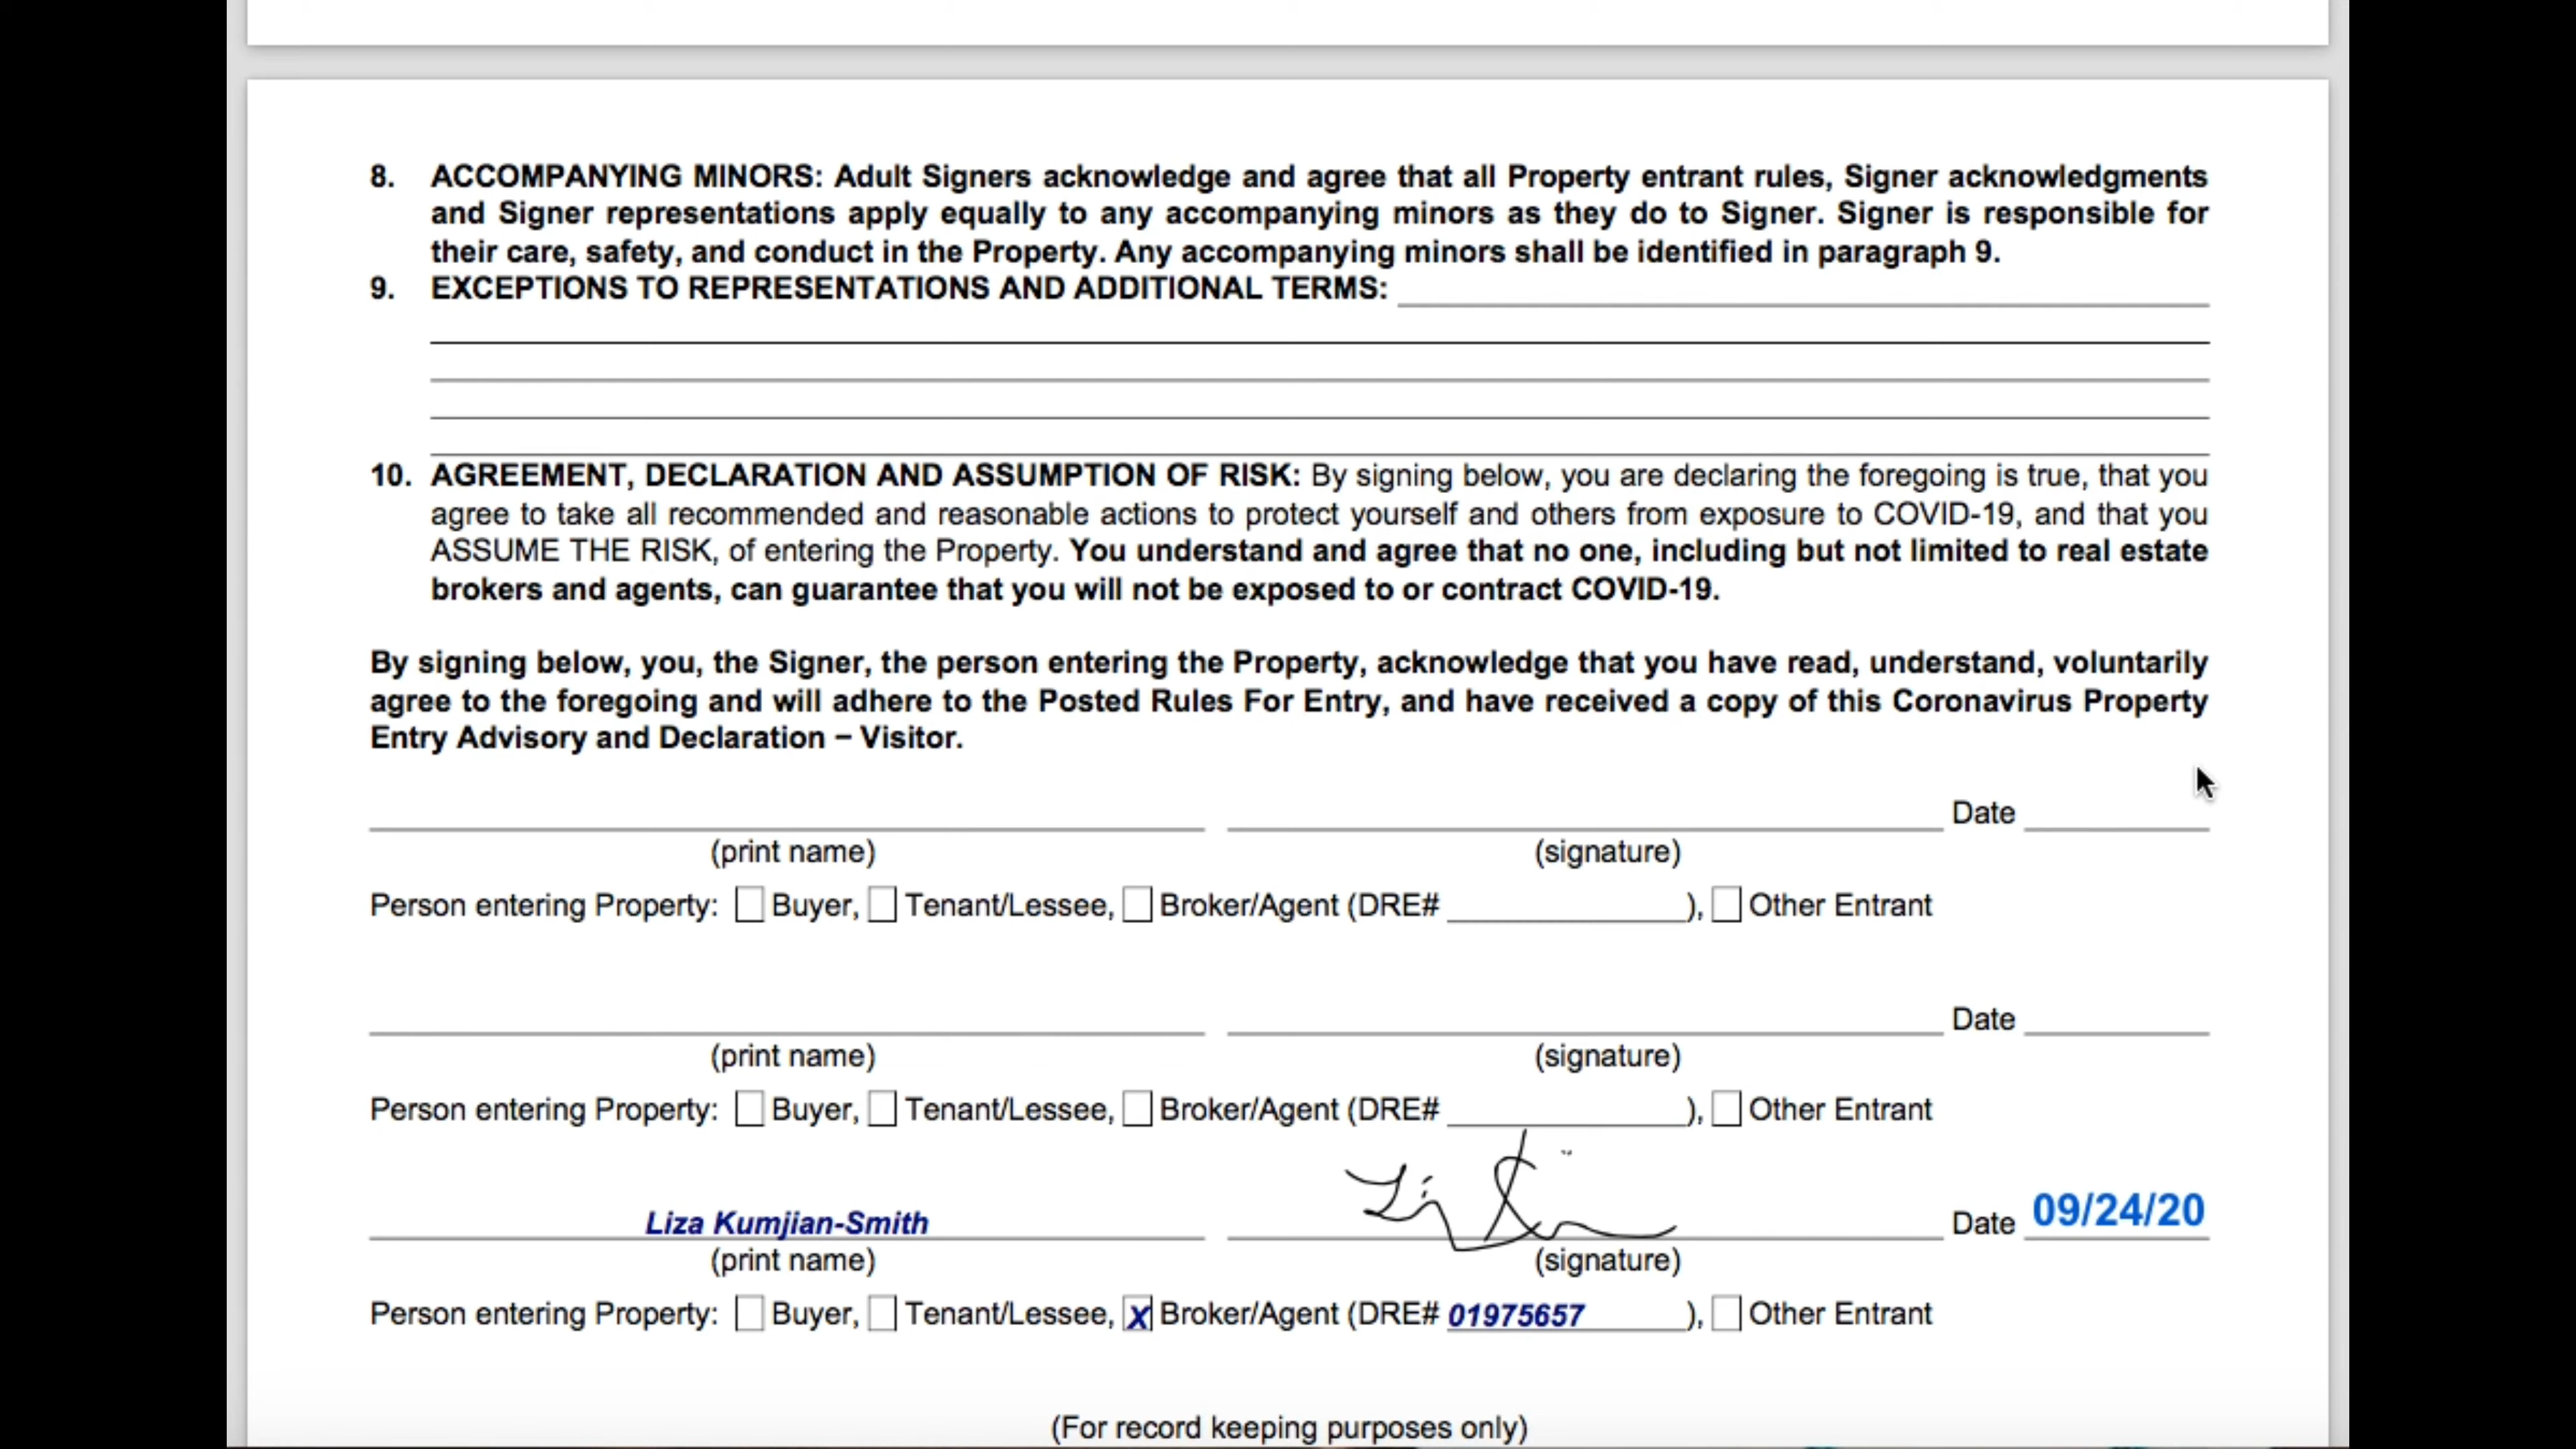 8. ACCOMPANYING MINORS: Adult Signers acknowledge and agree that all Property entrant rules, Signer acknowledgments
and Signer representations apply equally to any accompanying minors as they do to Signer. Signer is responsible for
their care, safety, and conduct in the Property. Any accompanying minors shall be identified in paragraph 9.
9. EXCEPTIONS TO REPRESENTATIONS AND ADDITIONAL TERMS:
10. AGREEMENT, DECLARATION AND ASSUMPTION OF RISK: By signing below, you are declaring the foregoing is true, that you
agree to take all recommended and reasonable actions to protect yourself and others from exposure to COVID-19, and that you
ASSUME THE RISK, of entering the Property. You understand and agree that no one, including but not limited to real estate
brokers and agents, can guarantee that you will not be exposed to or contract COVID-19.
By signing below, you, the Signer, the person entering the Property, acknowledge that you have read, understand, voluntarily
agree to the foregoing and will adhere to the Posted Rules For Entry, and have received a copy of this Coronavirus Property
Entry Advisory and Declaration – Visitor.
Date
(print name) (signature)
Person entering Property: Buyer, Tenant/Lessee, Broker/Agent (DRE# ), Other Entrant
Date
(print name) (signature)
Person entering Property: Buyer, Tenant/Lessee, Broker/Agent (DRE# ), Other Entrant
Liza Kumjian-Smith Date 09/24/20
(print name) (signature)
Person entering Property: Buyer, Tenant/Lessee, x Broker/Agent (DRE# 01975657 ), Other Entrant
(For record keeping purposes only)